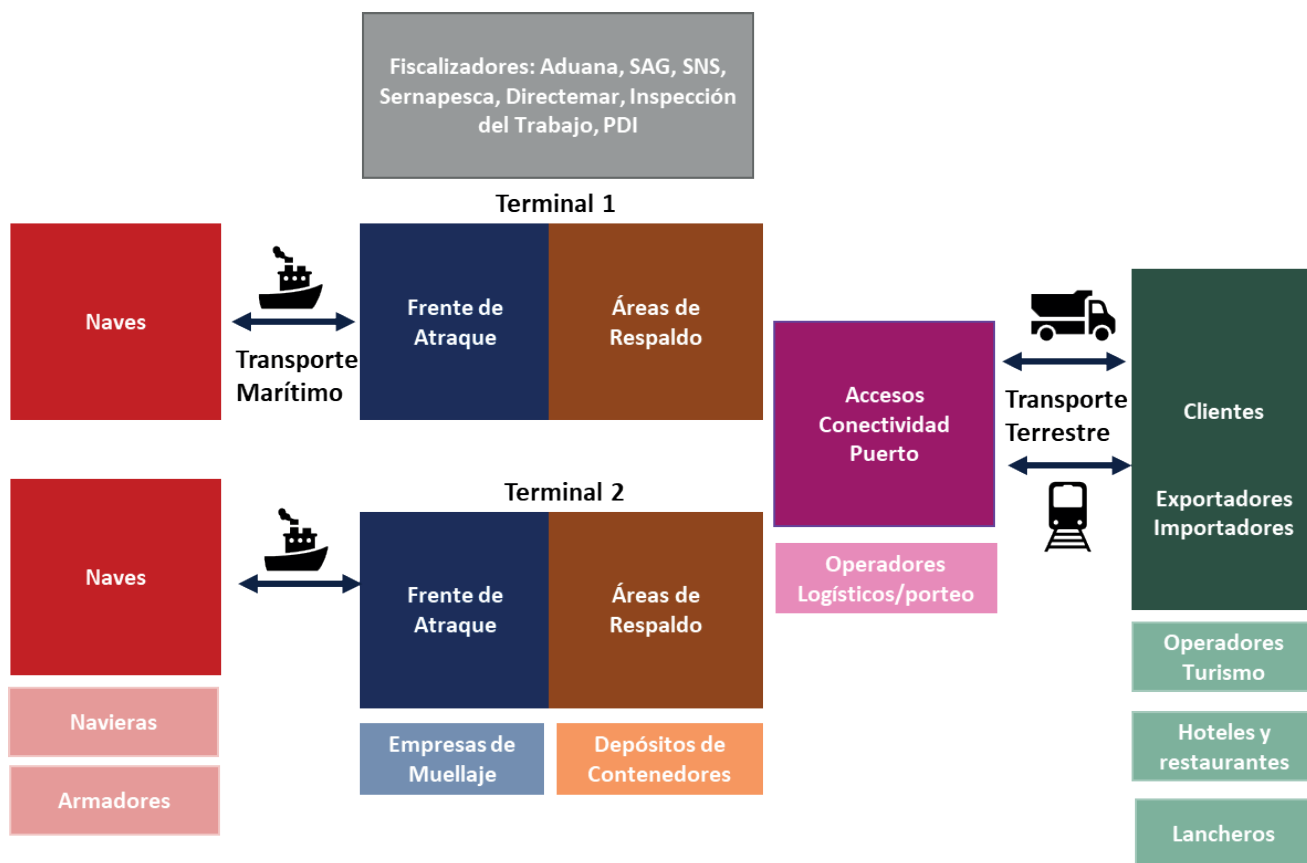 Fiscalizadores: Aduana, SAG, SNS,
Sernapesca, Directemar, Inspección
del Trabajo, PDI
Terminal 1
Naves
Transporte
Marítimo
Frente de
Atraque
Áreas de
Respaldo
Accesos
Conectividad
Puerto
Transporte
Terrestre
Clientes
Exportadores
Importadores
Terminal 2
Naves
Frente de
Atraque
Áreas de
Respaldo
Operadores
Logísticos/porteo
Navieras
Armadores
Empresas de
Muellaje
Depósitos de
Contenedores
Operadores
Turismo
Hoteles y
restaurantes
Lancheros